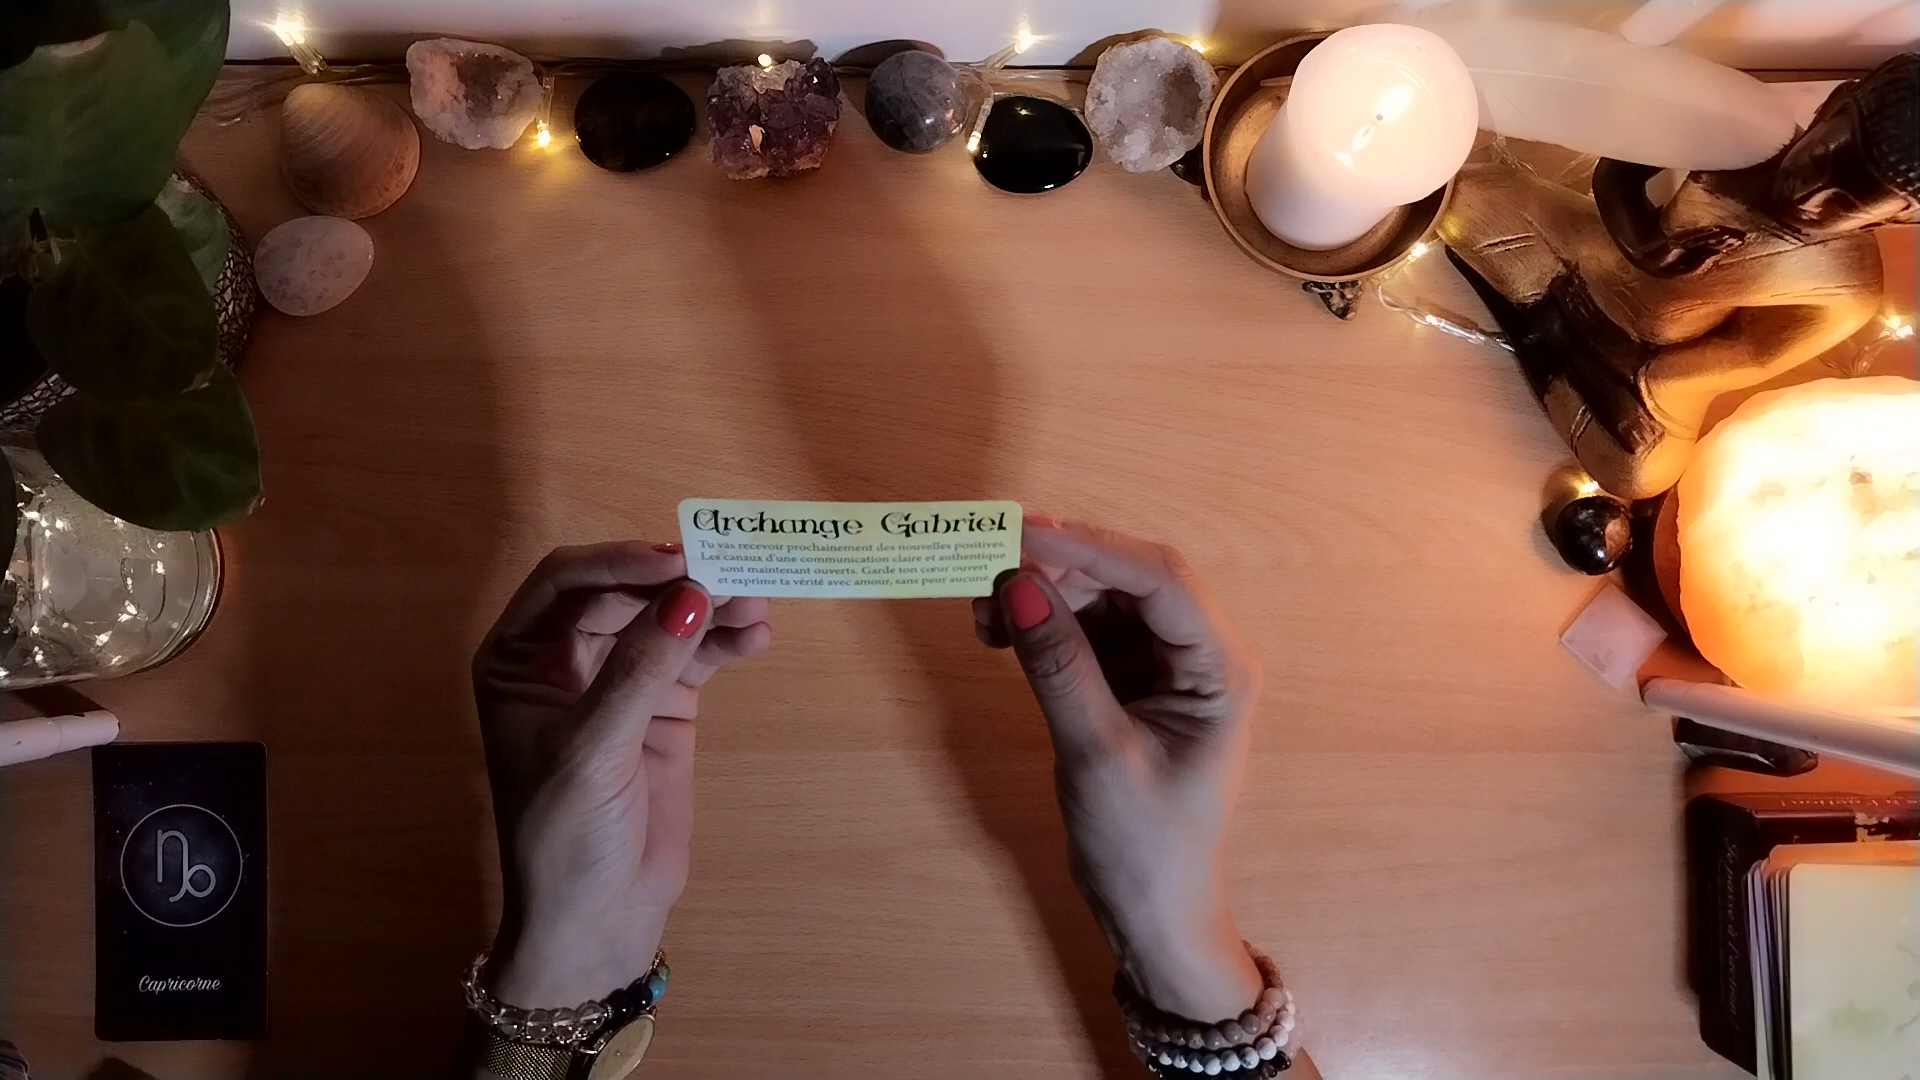 Archange Gabriel
Tu vas recevoir prochainement des nouvelles positives.
Les canaux d'une communication claire et authentique
sont maintenant ouverts. Garde ton cœur ouvert
et exprime ta vérité avec amour, sans peur aucune.
Capricorne